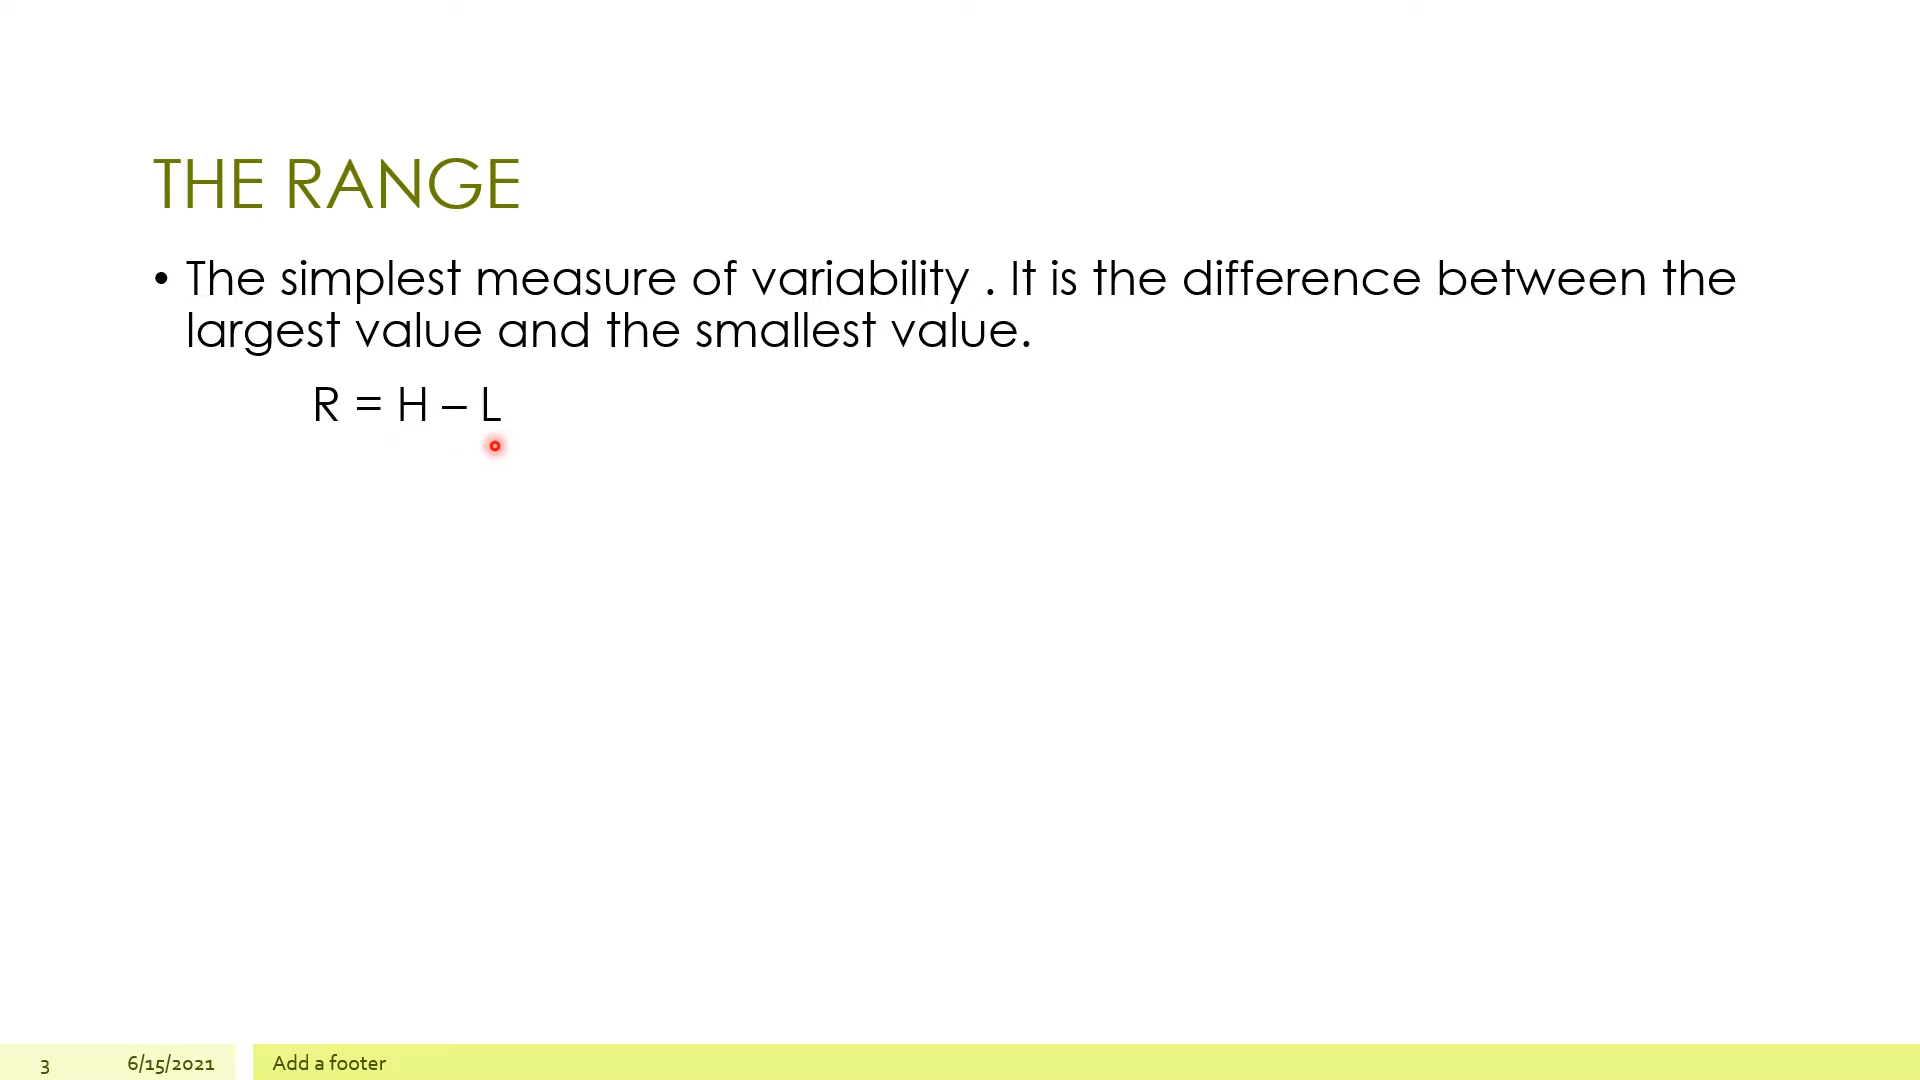 THE RANGE
• The simplest measure of variability . It is the difference between the
largest value and the smallest value.
R = H – L
3 6/15/2021 Add a footer